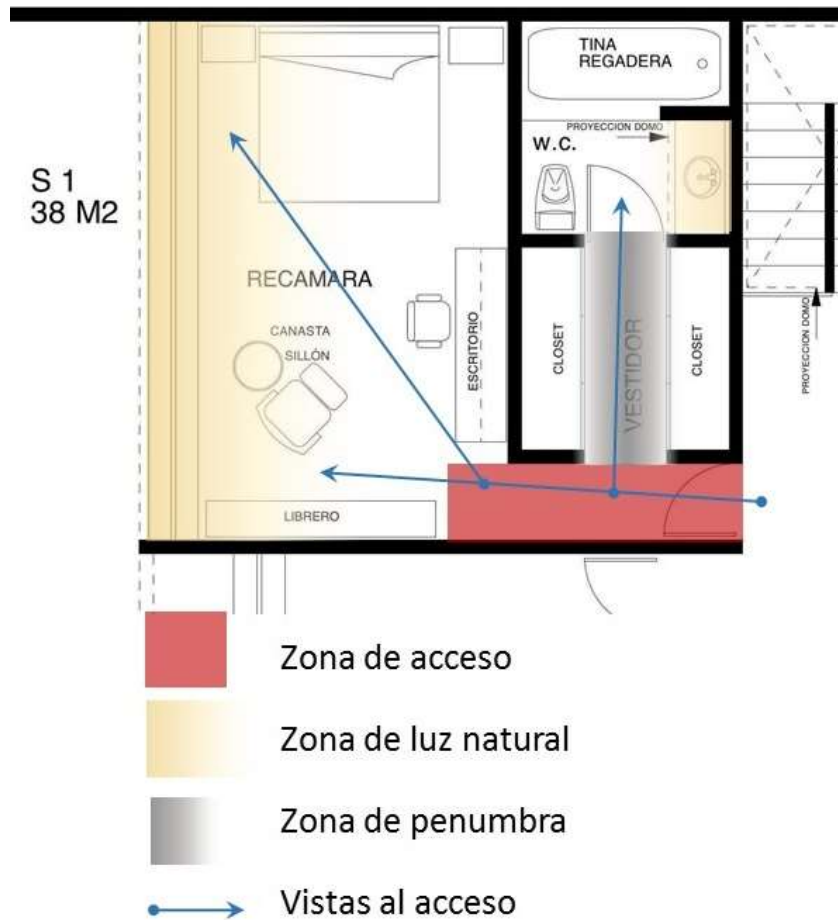 TINA
REGADERA
PROYECCION DOMO
W.C.
S 1
38 M2
RECAMARA
CANASTA
SILLÓN
ESCRITORIO
CLOSET
VESTIDOR
CLOSET
PROYECCION DOMO
LIBRERO
Zona de acceso
Zona de luz natural
Zona de penumbra
Vistas al acceso